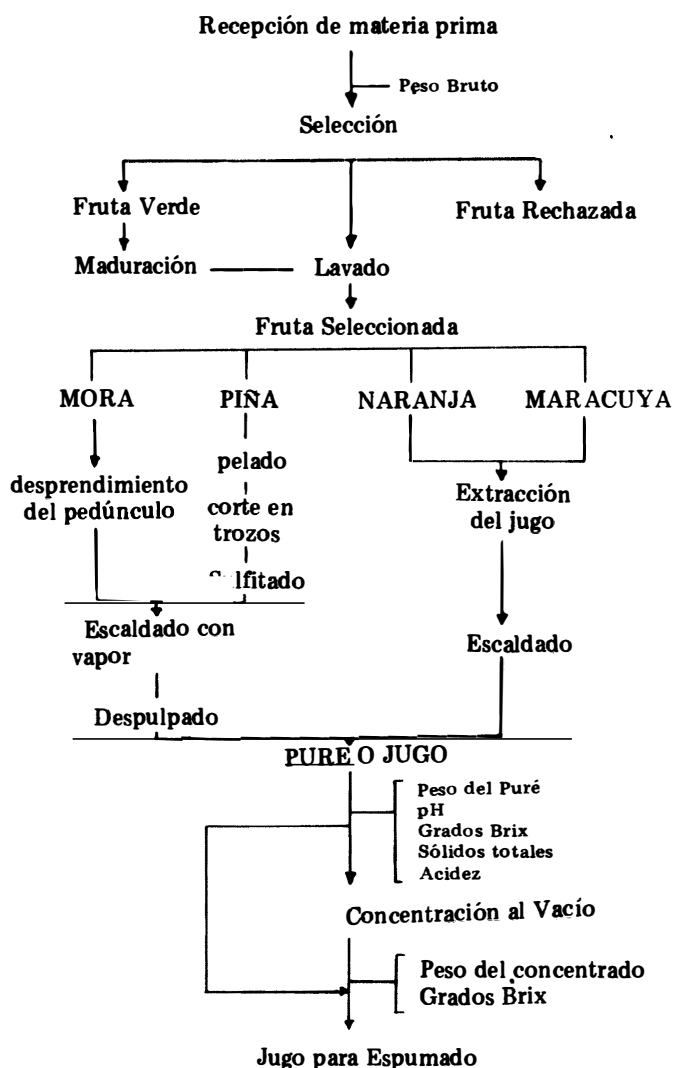 Recepción de materia prima
Peso Bruto
Selección
Fruta Verde
Fruta Rechazada
Maduración
Lavado
Fruta Seleccionada
MORA PIÑA NARANJA MARACUYA
pelado
desprendimiento
del pedúnculo
corte en
trozos
Extracción
del jugo
Sulfitado
Escaldado con
vapor
Escaldado
Despulpado
PURE O JUGO
Peso del Puré
pH
Grados Brix
Sólidos totales
Acidez
Concentración al Vacío
Peso del concentrado
Grados Brix
Jugo para Espumado